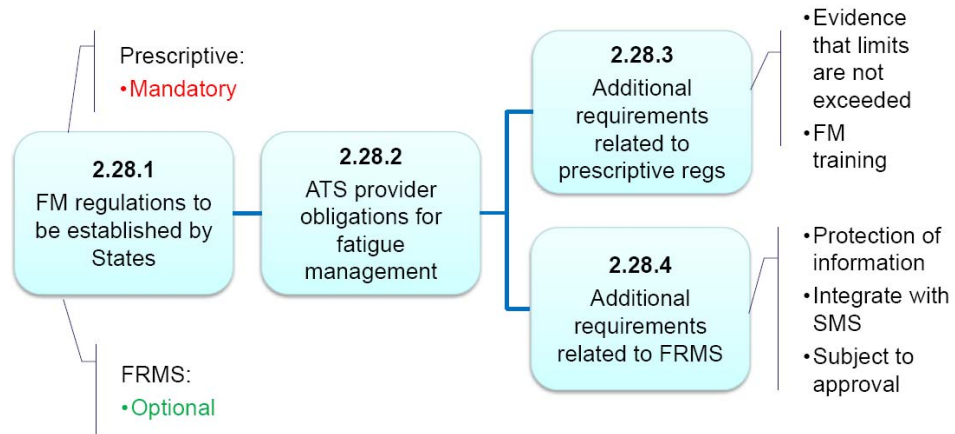 Prescriptive:
•Mandatory
2.28.1
FM regulations to
be established by
States
FRMS:
•Optional
2.28.2
ATS provider
obligations for
fatigue
management
2.28.3
Additional
requirements
related to
prescriptive regs
•Evidence
that limits
are not
exceeded
•FM
training
2.28.4
Additional
requirements
related to FRMS
•Protection of
information
•Integrate with
SMS
•Subject to
approval